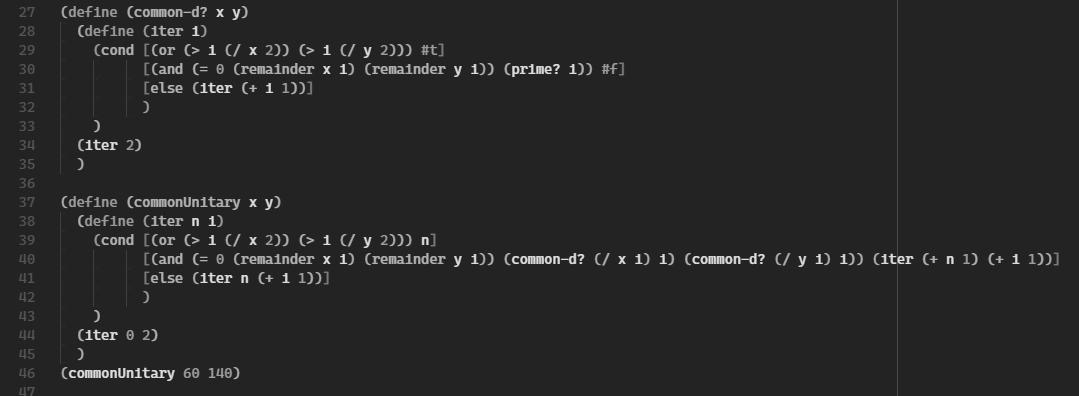 27 (define (common-d? x y)
28   (define (iter i)
29     (cond [(or (> i (/ x 2)) (> i (/ y 2))) #t]
30           [(and (= 0 (remainder x i) (remainder y i)) (prime? i)) #f]
31           [else (iter (+ i 1))]
32           )
33     )
34   (iter 2)
35   )
36
37 (define (commonUnitary x y)
38   (define (iter n i)
39     (cond [(or (> i (/ x 2)) (> i (/ y 2))) n]
40           [(and (= 0 (remainder x i) (remainder y i)) (common-d? (/ x i) i) (common-d? (/ y i) i)) (iter (+ n 1) (+ i 1))]
41           [else (iter n (+ i 1))]
42           )
43     )
44   (iter 0 2)
45   )
46 (commonUnitary 60 140)
47